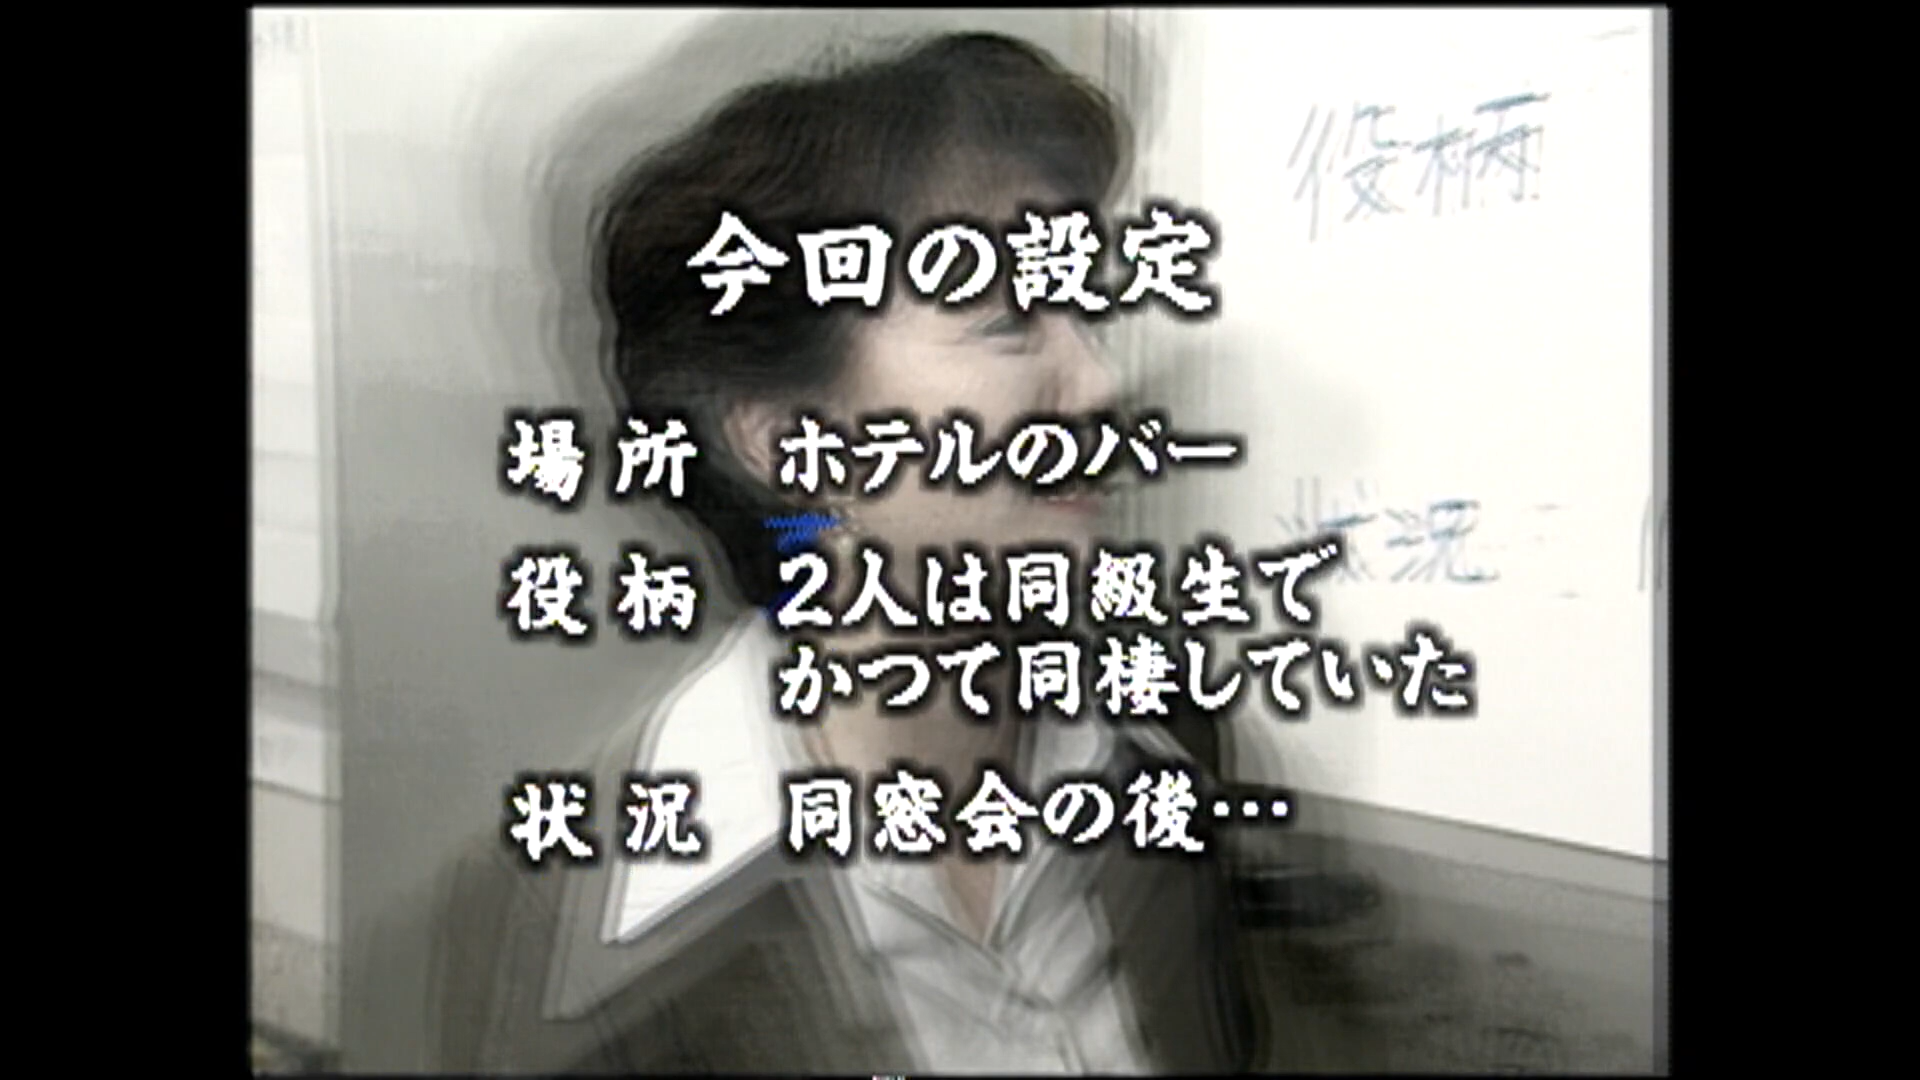 役柄
今回の設定
場所 ホテルのバー
状況
役柄 2人は同級生で
かつて同棲していた
状況 同窓会の後…